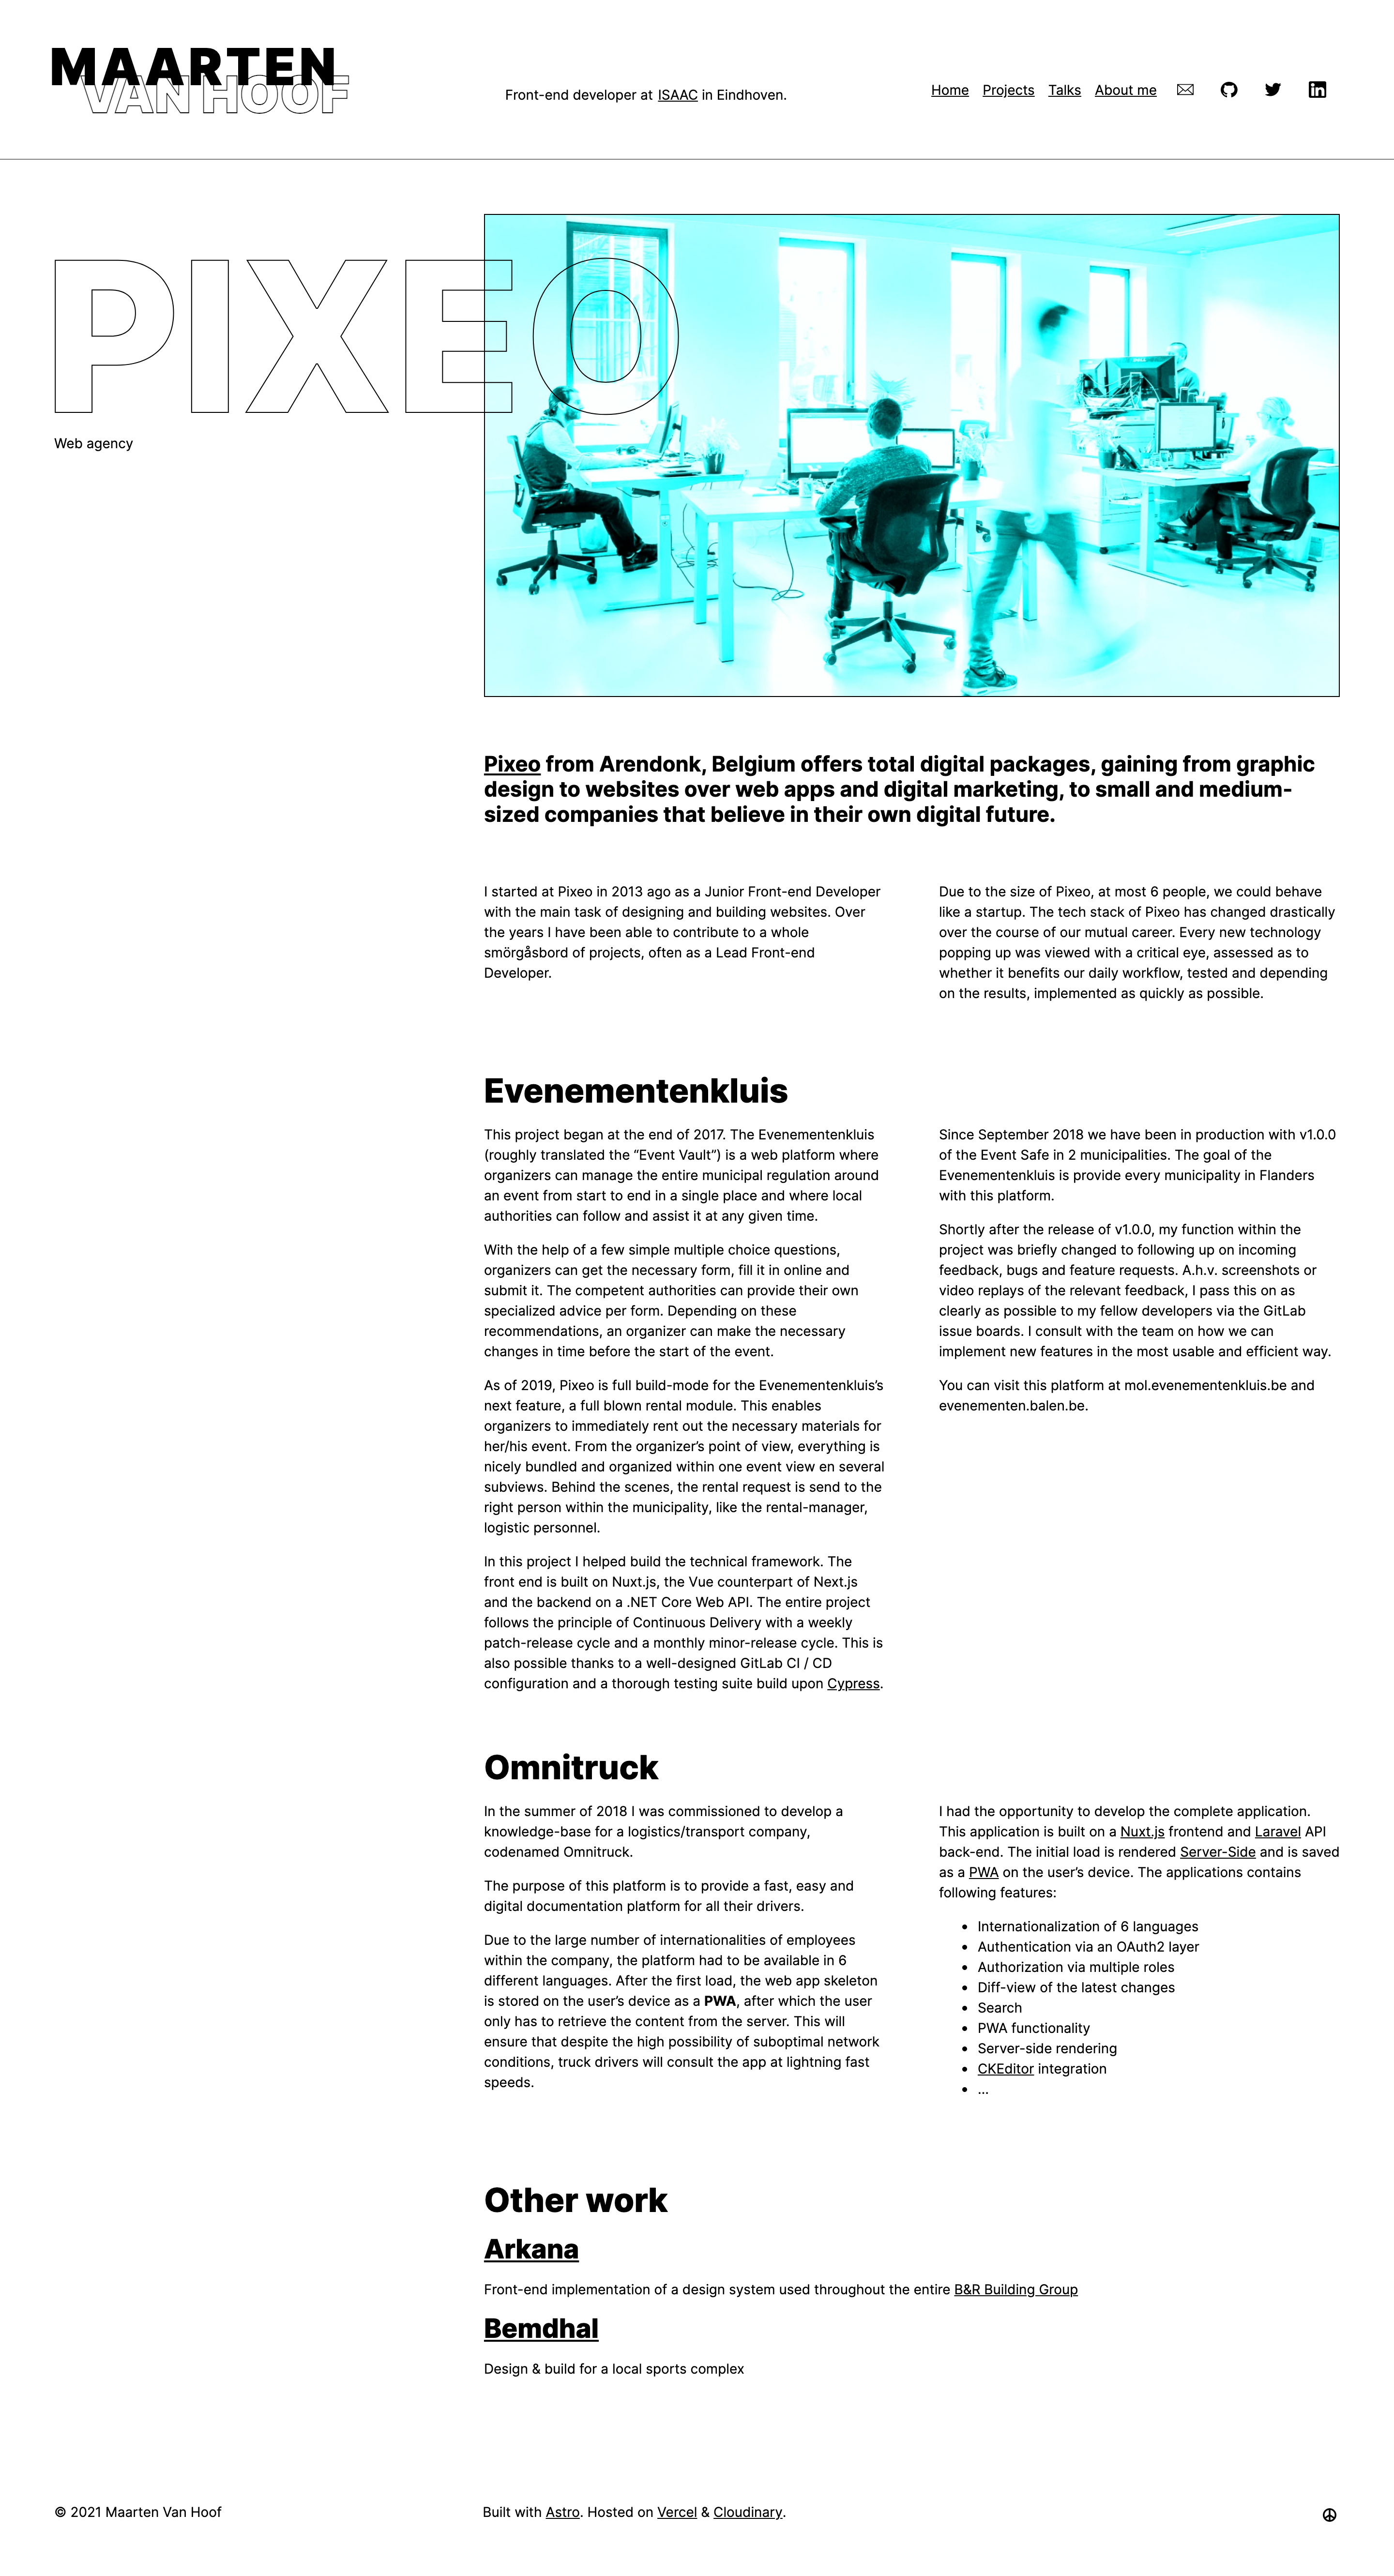 MAARTEN
VAN HOOF
Front-end developer at ISAAC in Eindhoven.
Home Projects Talks About me
PIXEO
Web agency
Pixeo from Arendonk, Belgium offers total digital packages, gaining from graphic
design to websites over web apps and digital marketing, to small and medium-
sized companies that believe in their own digital future.
I started at Pixeo in 2013 ago as a Junior Front-end Developer
with the main task of designing and building websites. Over
the years I have been able to contribute to a whole
smörgåsbord of projects, often as a Lead Front-end
Developer.
Due to the size of Pixeo, at most 6 people, we could behave
like a startup. The tech stack of Pixeo has changed drastically
over the course of our mutual career. Every new technology
popping up was viewed with a critical eye, assessed as to
whether it benefits our daily workflow, tested and depending
on the results, implemented as quickly as possible.
Evenementenkluis
This project began at the end of 2017. The Evenementenkluis
(roughly translated the “Event Vault”) is a web platform where
organizers can manage the entire municipal regulation around
an event from start to end in a single place and where local
authorities can follow and assist it at any given time.
With the help of a few simple multiple choice questions,
organizers can get the necessary form, fill it in online and
submit it. The competent authorities can provide their own
specialized advice per form. Depending on these
recommendations, an organizer can make the necessary
changes in time before the start of the event.
As of 2019, Pixeo is full build-mode for the Evenementenkluis’s
next feature, a full blown rental module. This enables
organizers to immediately rent out the necessary materials for
her/his event. From the organizer’s point of view, everything is
nicely bundled and organized within one event view en several
subviews. Behind the scenes, the rental request is send to the
right person within the municipality, like the rental-manager,
logistic personnel.
In this project I helped build the technical framework. The
front end is built on Nuxt.js, the Vue counterpart of Next.js
and the backend on a .NET Core Web API. The entire project
follows the principle of Continuous Delivery with a weekly
patch-release cycle and a monthly minor-release cycle. This is
also possible thanks to a well-designed GitLab CI / CD
configuration and a thorough testing suite build upon Cypress.
Since September 2018 we have been in production with v1.0.0
of the Event Safe in 2 municipalities. The goal of the
Evenementenkluis is provide every municipality in Flanders
with this platform.
Shortly after the release of v1.0.0, my function within the
project was briefly changed to following up on incoming
feedback, bugs and feature requests. A.h.v. screenshots or
video replays of the relevant feedback, I pass this on as
clearly as possible to my fellow developers via the GitLab
issue boards. I consult with the team on how we can
implement new features in the most usable and efficient way.
You can visit this platform at mol.evenementenkluis.be and
evenementen.balen.be.
Omnitruck
In the summer of 2018 I was commissioned to develop a
knowledge-base for a logistics/transport company,
codenamed Omnitruck.
The purpose of this platform is to provide a fast, easy and
digital documentation platform for all their drivers.
Due to the large number of internationalities of employees
within the company, the platform had to be available in 6
different languages. After the first load, the web app skeleton
is stored on the user’s device as a PWA, after which the user
only has to retrieve the content from the server. This will
ensure that despite the high possibility of suboptimal network
conditions, truck drivers will consult the app at lightning fast
speeds.
I had the opportunity to develop the complete application.
This application is built on a Nuxt.js frontend and Laravel API
back-end. The initial load is rendered Server-Side and is saved
as a PWA on the user’s device. The applications contains
following features:
• Internationalization of 6 languages
• Authentication via an OAuth2 layer
• Authorization via multiple roles
• Diff-view of the latest changes
• Search
• PWA functionality
• Server-side rendering
• CKEditor integration
• ...
Other work
Arkana
Front-end implementation of a design system used throughout the entire B&R Building Group
Bemdhal
Design & build for a local sports complex
© 2021 Maarten Van Hoof
Built with Astro. Hosted on Vercel & Cloudinary.